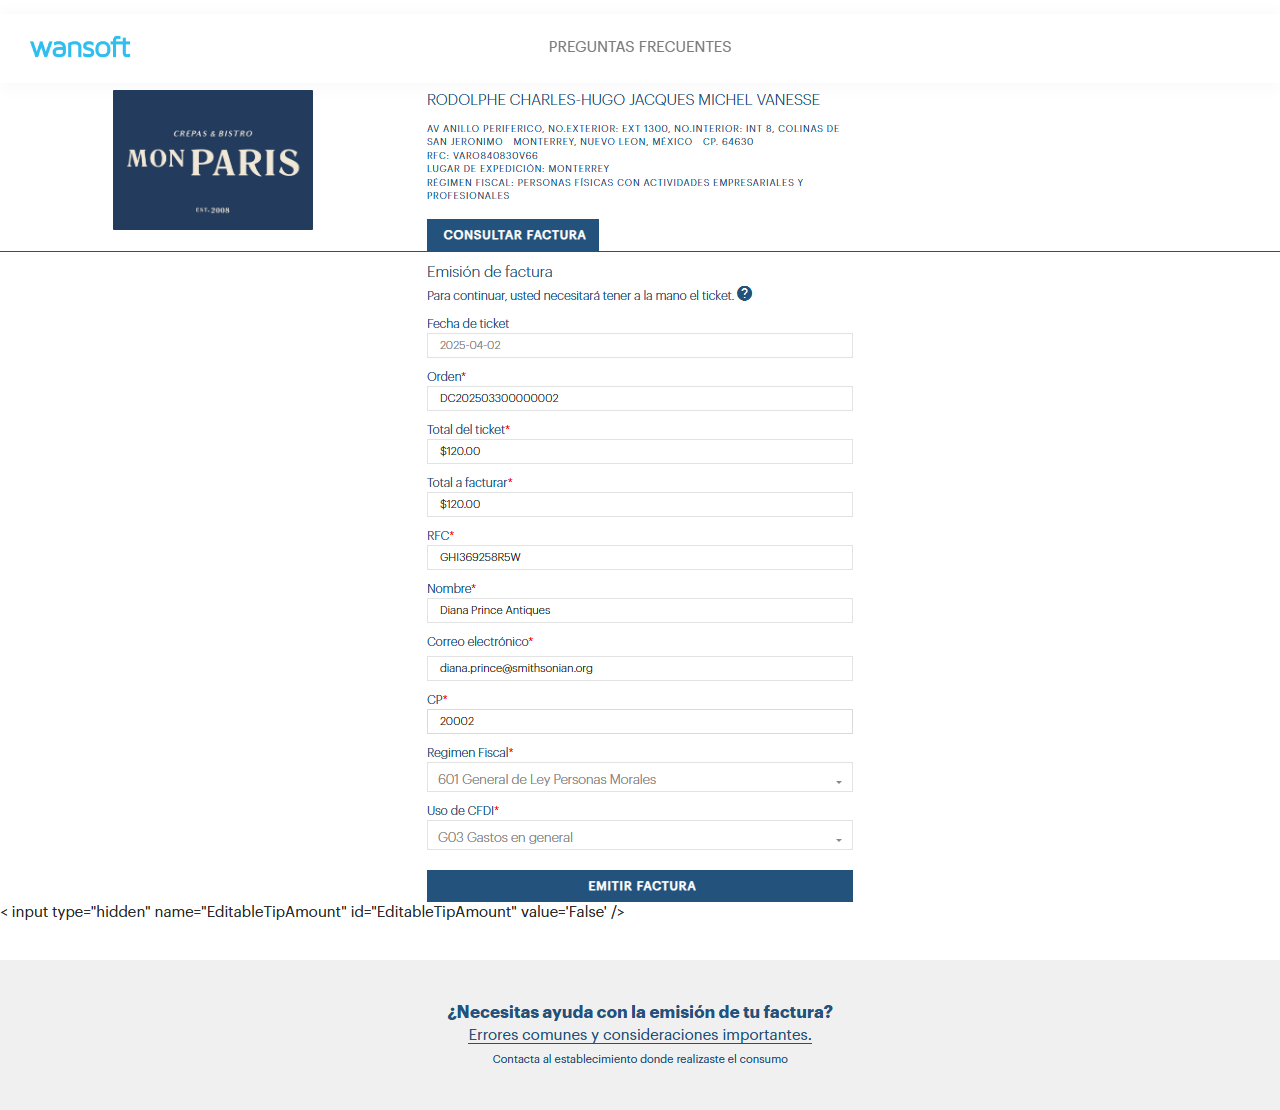 wansoft
PREGUNTAS FRECUENTES
CREPAS & BISTRO
MON PARIS
EST. 2008
RODOLPHE CHARLES-HUGO JACQUES MICHEL VANESSE
AV ANILLO PERIFERICO, NO.EXTERIOR: EXT 1300, NO.INTERIOR: INT 8, COLINAS DE
SAN JERONIMO MONTERREY, NUEVO LEON, MÉXICO CP. 64630
RFC: VARO840830V66
LUGAR DE EXPEDICIÓN: MONTERREY
RÉGIMEN FISCAL: PERSONAS FÍSICAS CON ACTIVIDADES EMPRESARIALES Y
PROFESIONALES
CONSULTAR FACTURA
Emisión de factura
Para continuar, usted necesitará tener a la mano el ticket. ?
Fecha de ticket
2025-04-02
Orden*
DC202503300000002
Total del ticket*
$120.00
Total a facturar*
$120.00
RFC*
GHI369258R5W
Nombre*
Diana Prince Antiques
Correo electrónico*
diana.prince@smithsonian.org
CP*
20002
Regimen Fiscal*
601 General de Ley Personas Morales
Uso de CFDI*
G03 Gastos en general
EMITIR FACTURA
< input type="hidden" name="EditableTipAmount" id="EditableTipAmount" value='False' />
¿Necesitas ayuda con la emisión de tu factura?
Errores comunes y consideraciones importantes.
Contacta al establecimiento donde realizaste el consumo